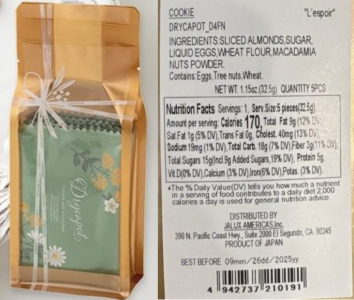 Drycapot
COOKIE "L'espoir"
DRYCAPOT_D4FN
INGREDIENTS:SLICED ALMONDS,SUGAR,
LIQUID EGGS,WHEAT FLOUR,MACADAMIA
NUTS POWDER.
Contains:Eggs,Tree nuts,Wheat.
NET WT. 1.15oz.(32.5g) QUANTITY 5PCS
Nutrition Facts Servings: 1, Serv.Size:5 pieces(32.5g).
Amount per serving: Calories 170, Total Fat 9g (12% DV),
Sat.Fat 1g (5% DV),Trans Fat 0g, Cholest. 40mg (13% DV),
Sodium 19mg (1% DV), Total Carb. 18g (7% DV),Fiber 3g(11% DV),
Total Sugars 15g(Incl.9g Added Sugars,19% DV), Protein 5g,
Vit.D(0% DV),Calcium (3% DV),Iron(6% DV),Potas. (3% DV).
*The % Daily Value(DV) tells you how much a nutrient
in a serving of food contributes to a daily diet 2,000
calories a day is used for general nutrition advice
DISTRIBUTED BY
JALUX AMERICAS,Inc.
390 N. Pacific Coast Hwy., Suite 2000 El Segundo, CA 90245
PRODUCT OF JAPAN
BEST BEFORE 09mm/26dd/2025yy
4 942737 210191